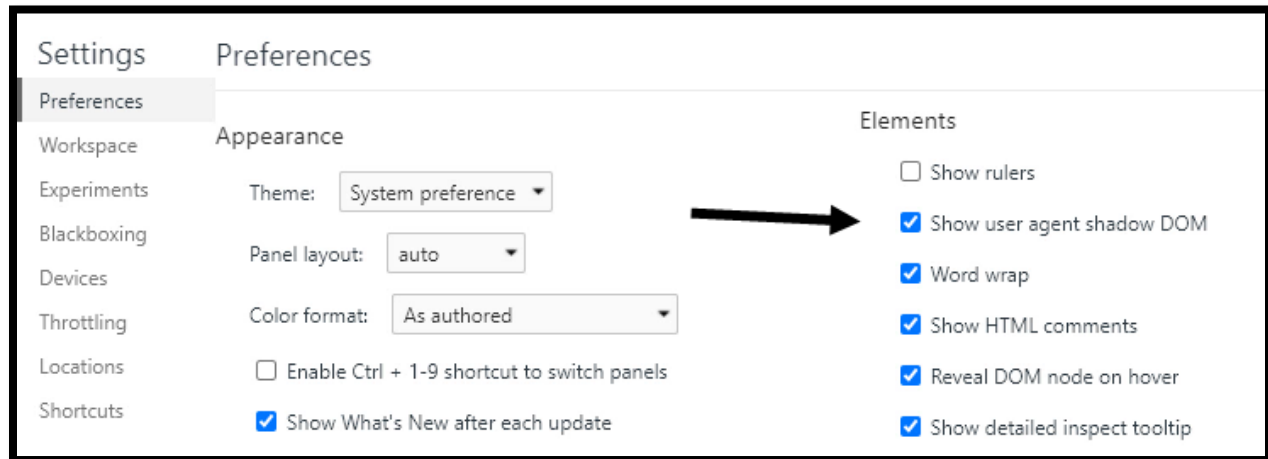 Settings
Preferences
Workspace
Experiments
Blackboxing
Devices
Throttling
Locations
Shortcuts
Preferences
Appearance
Theme: System preference
Panel layout: auto
Color format: As authored
Enable Ctrl + 1-9 shortcut to switch panels
Show What's New after each update
Elements
Show rulers
Show user agent shadow DOM
Word wrap
Show HTML comments
Reveal DOM node on hover
Show detailed inspect tooltip